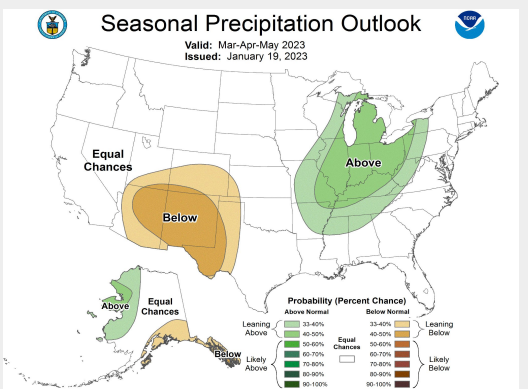 Seasonal Precipitation Outlook
Valid: Mar-Apr-May 2023
Issued: January 19, 2023
NOAA
Equal
Chances
Above
Below
Above
Equal
Chances
Below
Probability (Percent Chance)
Above Normal
Below Normal
Leaning
Above
33-40%
40-50%
Likely
Above
50-60%
60-70%
70-80%
80-90%
90-100%
Equal
Chances
33-40%
40-50%
Leaning
Below
50-60%
60-70%
70-80%
80-90%
90-100%
Likely
Below